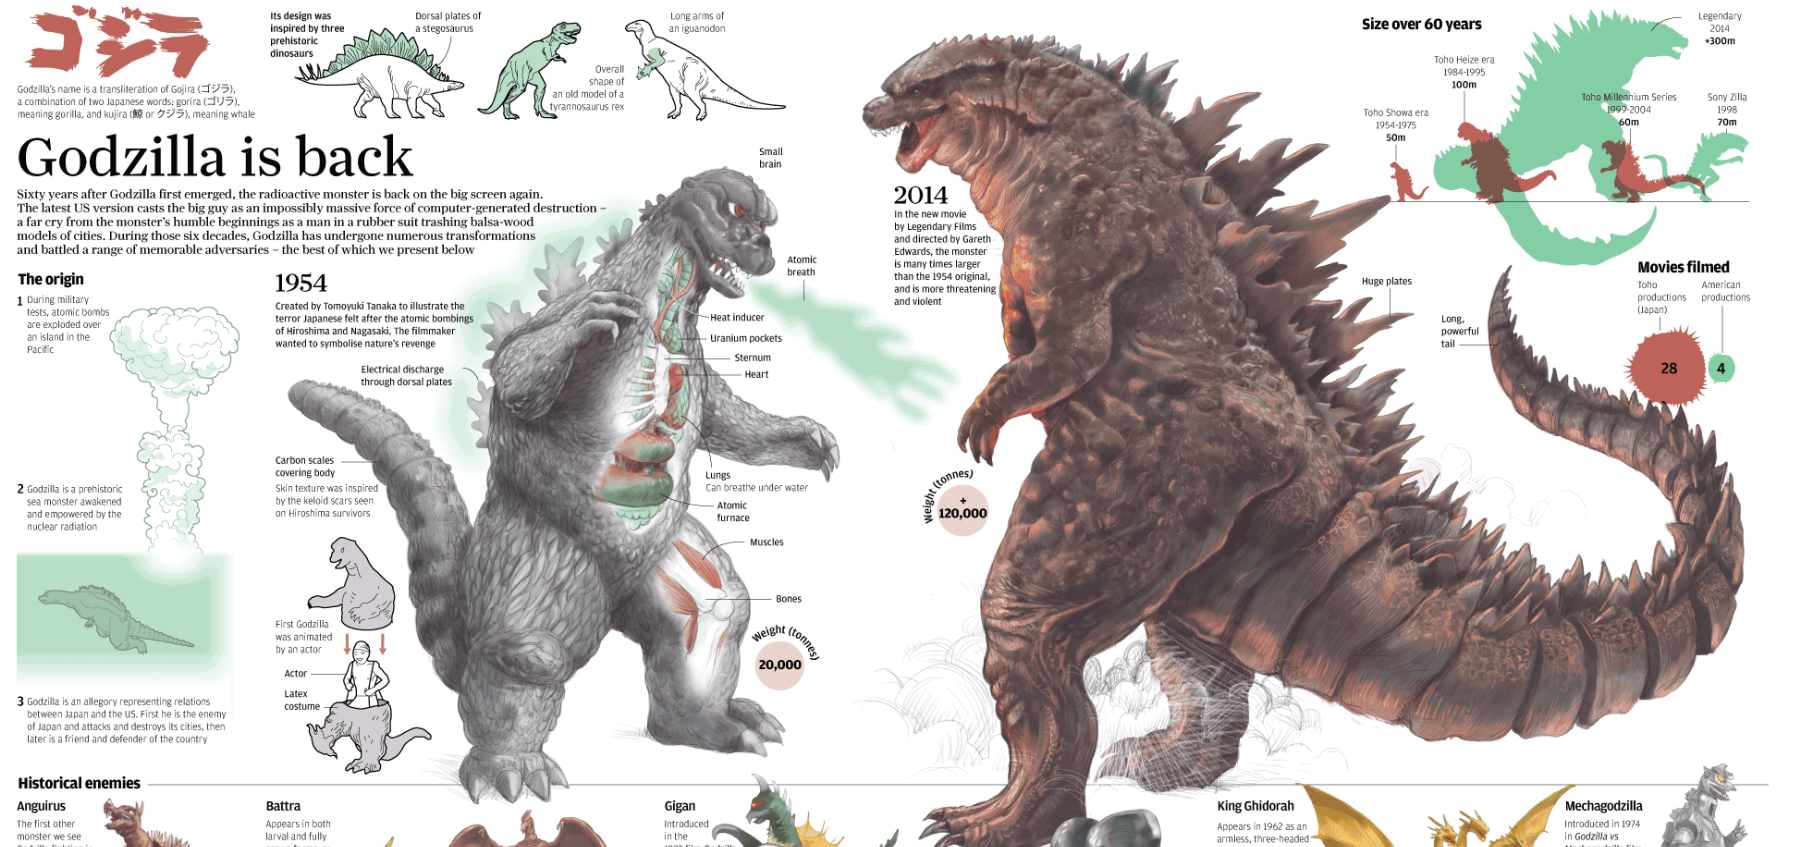 ゴジラ
Godzilla's name is a transliteration of Gojira (ゴジラ),
a combination of two Japanese words: gorira (ゴリラ),
meaning gorilla, and kujira (鯨 or クジラ), meaning whale
Its design was
inspired by three
prehistoric
dinosaurs
Dorsal plates of
a stegosaurus
Overall
shape of
an old model of a
tyrannosaurus rex
Long arms of
an iguanodon
Godzilla is back
Sixty years after Godzilla first emerged, the radioactive monster is back on the big screen again.
The latest US version casts the big guy as an impossibly massive force of computer-generated destruction –
a far cry from the monster's humble beginnings as a man in a rubber suit trashing balsa-wood
models of cities. During those six decades, Godzilla has undergone numerous transformations
and battled a range of memorable adversaries – the best of which we present below
The origin
1 During military
tests, atomic bombs
are exploded over
an island in the
Pacific
2 Godzilla is a prehistoric
sea monster awakened
and empowered by the
nuclear radiation
3 Godzilla is an allegory representing relations
between Japan and the US. First he is the enemy
of Japan and attacks and destroys its cities, then
later is a friend and defender of the country
1954
Created by Tomoyuki Tanaka to illustrate the
terror Japanese felt after the atomic bombings
of Hiroshima and Nagasaki. The filmmaker
wanted to symbolise nature's revenge
Electrical discharge
through dorsal plates
Carbon scales
covering body
Skin texture was inspired
by the keloid scars seen
on Hiroshima survivors
First Godzilla
was animated
by an actor
Actor
Latex
costume
Small
brain
Atomic
breath
Heat inducer
Uranium pockets
Sternum
Heart
Lungs
Can breathe under water
Atomic
furnace
Muscles
Bones
Weight (tonnes)
20,000
2014
In the new movie
by Legendary Films
and directed by Gareth
Edwards, the monster
is many times larger
than the 1954 original,
and is more threatening
and violent
Weight (tonnes)
+
120,000
Huge plates
Long,
powerful
tail
Size over 60 years
Toho Showa era
1954-1975
50m
Toho Heize era
1984-1995
100m
Toho Millennium Series
1999-2004
60m
Sony Zilla
1998
70m
Legendary
2014
+300m
Movies filmed
Toho
productions
(Japan)
American
productions
28
4
Historical enemies
Anguirus
The first other
monster we see
Battra
Appears in both
larval and fully
Gigan
Introduced
in the
King Ghidorah
Appears in 1962 as an
armless, three-headed
Mechagodzilla
Introduced in 1974
in Godzilla vs